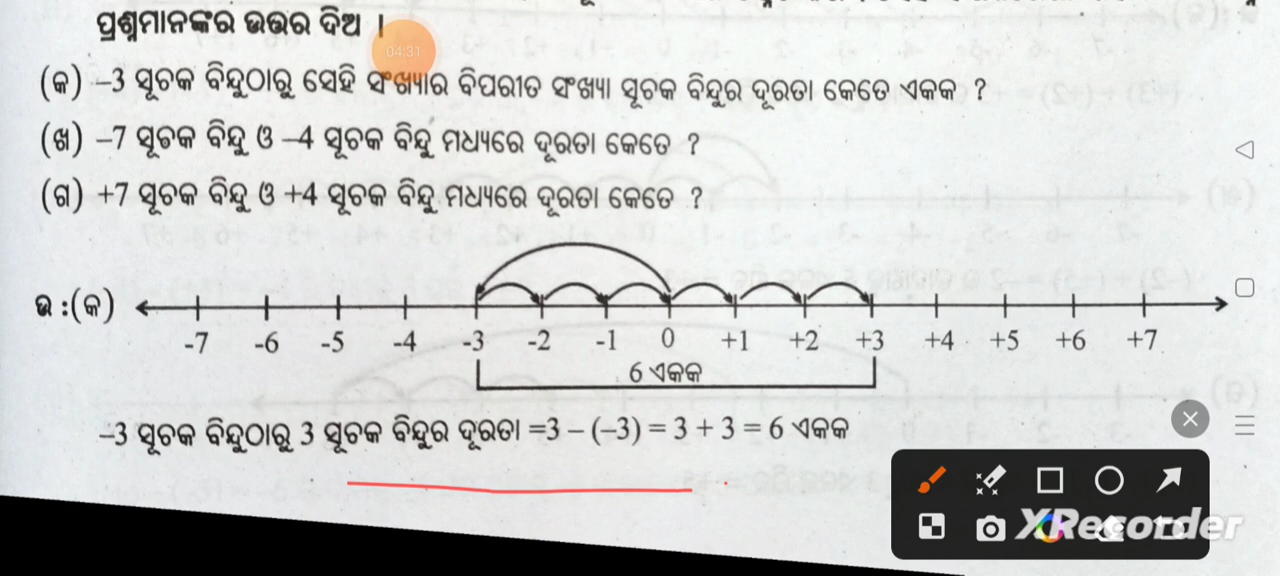 ପ୍ରଶ୍ନମାନଙ୍କର ଉତ୍ତର ଦିଅ ।
04:31
(କ) –3 ସୂଚକ ବିନ୍ଦୁଠାରୁ ସେହି ସଂଖ୍ୟାର ବିପରୀତ ସଂଖ୍ୟା ସୂଚକ ବିନ୍ଦୁର ଦୂରତା କେତେ ଏକକ ?
(ଖ) –7 ସୂଚକ ବିନ୍ଦୁ ଓ –4 ସୂଚକ ବିନ୍ଦୁ ମଧ୍ୟରେ ଦୂରତା କେତେ ?
(ଗ) +7 ସୂଚକ ବିନ୍ଦୁ ଓ +4 ସୂଚକ ବିନ୍ଦୁ ମଧ୍ୟରେ ଦୂରତା କେତେ ?
ଉ :(କ)
-7 -6 -5 -4 -3 -2 -1 0 +1 +2 +3 +4 +5 +6 +7
6 ଏକକ
–3 ସୂଚକ ବିନ୍ଦୁଠାରୁ 3 ସୂଚକ ବିନ୍ଦୁର ଦୂରତା =3 – (-3) = 3 + 3 = 6 ଏକକ
XRecorder